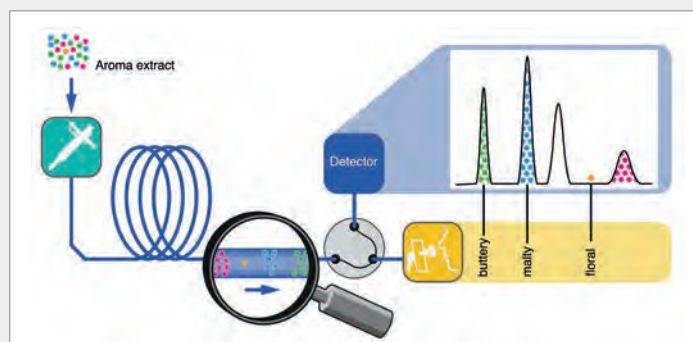 Aroma extract
Detector
buttery
malty
floral